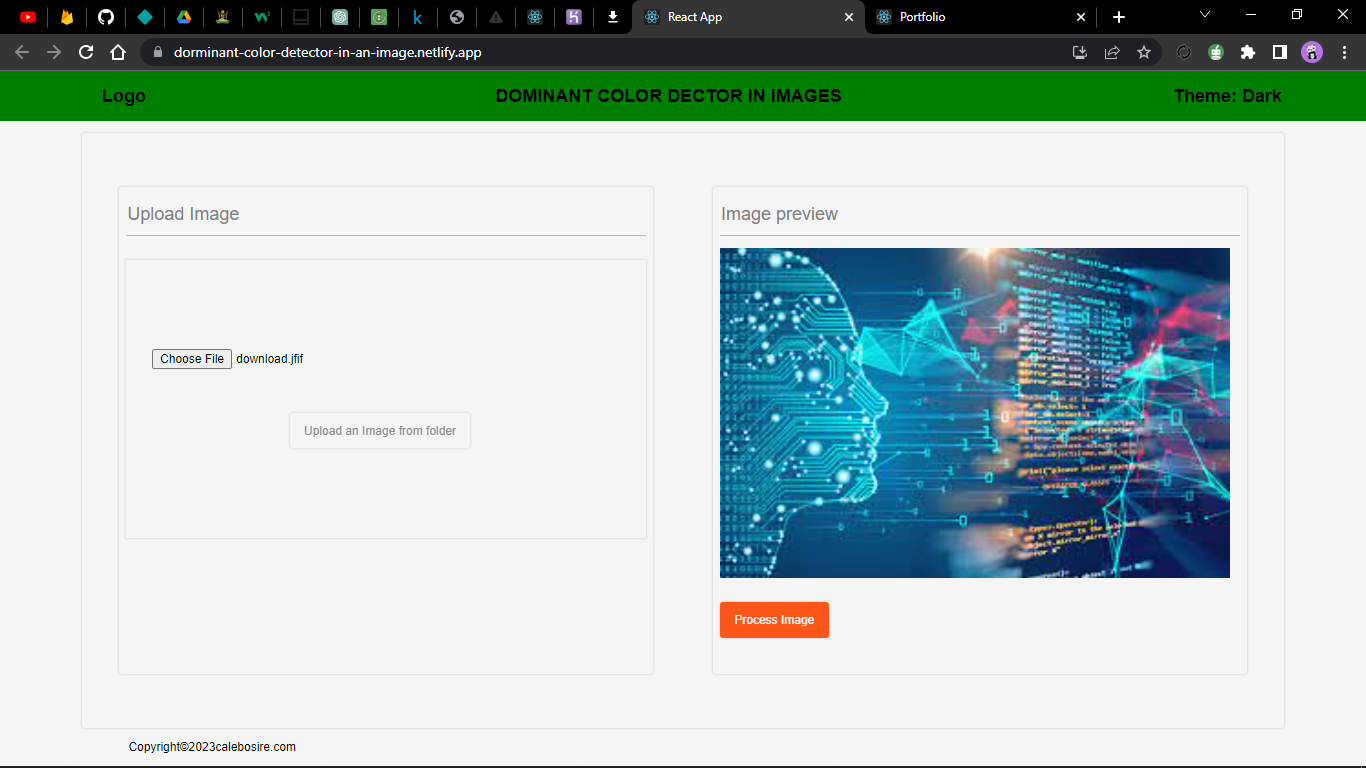 React App
Portfolio
dorminant-color-detector-in-an-image.netlify.app
Logo
DOMINANT COLOR DECTOR IN IMAGES
Theme: Dark
Upload Image
Choose File download.jfif
Upload an Image from folder
Image preview
Process Image
Copyright©2023calebosire.com